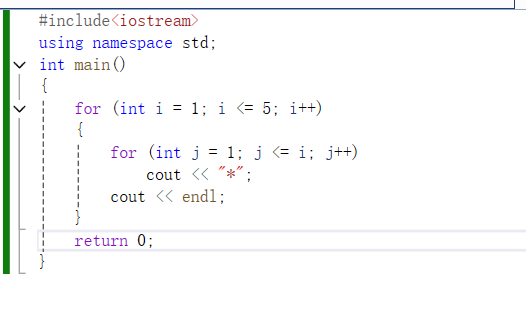 #include<iostream>
using namespace std;
int main()
{
for (int i = 1; i <= 5; i++)
{
for (int j = 1; j <= i; j++)
cout << "*";
cout << endl;
}
return 0;
}